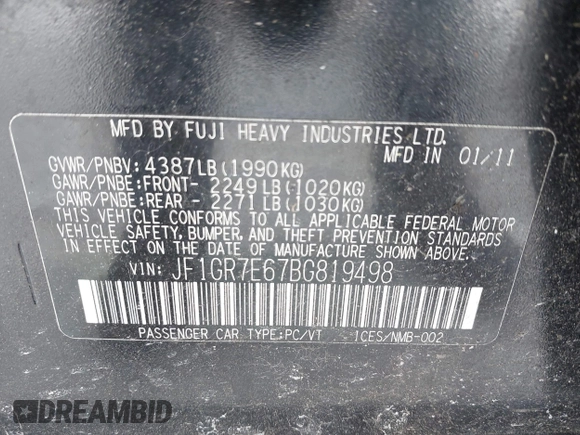 MFD BY FUJI HEAVY INDUSTRIES LTD.
MFD IN 01/11
GVWR/PNBV: 4387LB (1990KG)
GAWR/PNBE:FRONT- 2249LB (1020KG)
GAWR/PNBE:REAR - 2271LB (1030KG)
THIS VEHICLE CONFORMS TO ALL APPLICABLE FEDERAL MOTOR
VEHICLE SAFETY, BUMPER, AND THEFT PREVENTION STANDARDS
IN EFFECT ON THE DATE OF MANUFACTURE SHOWN ABOVE.
VIN: JF1GR7E67BG819498
PASSENGER CAR TYPE:PC/VT -1CES/NMB-002
DREAMBID